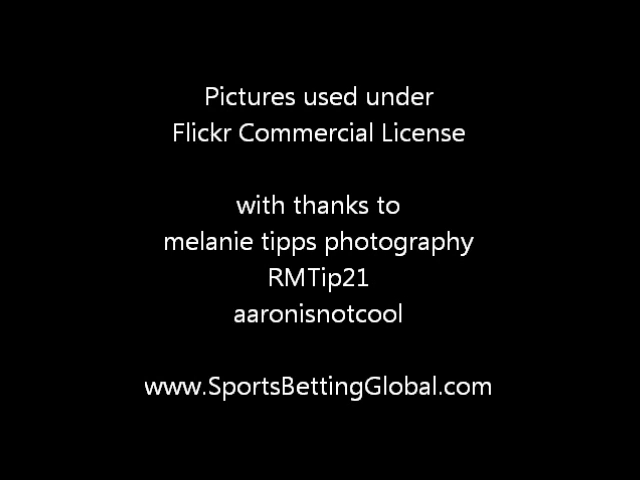 Pictures used under
Flickr Commercial License
with thanks to
melanie tipps photography
RMTip21
aaronisnotcool
www.SportsBettingGlobal.com